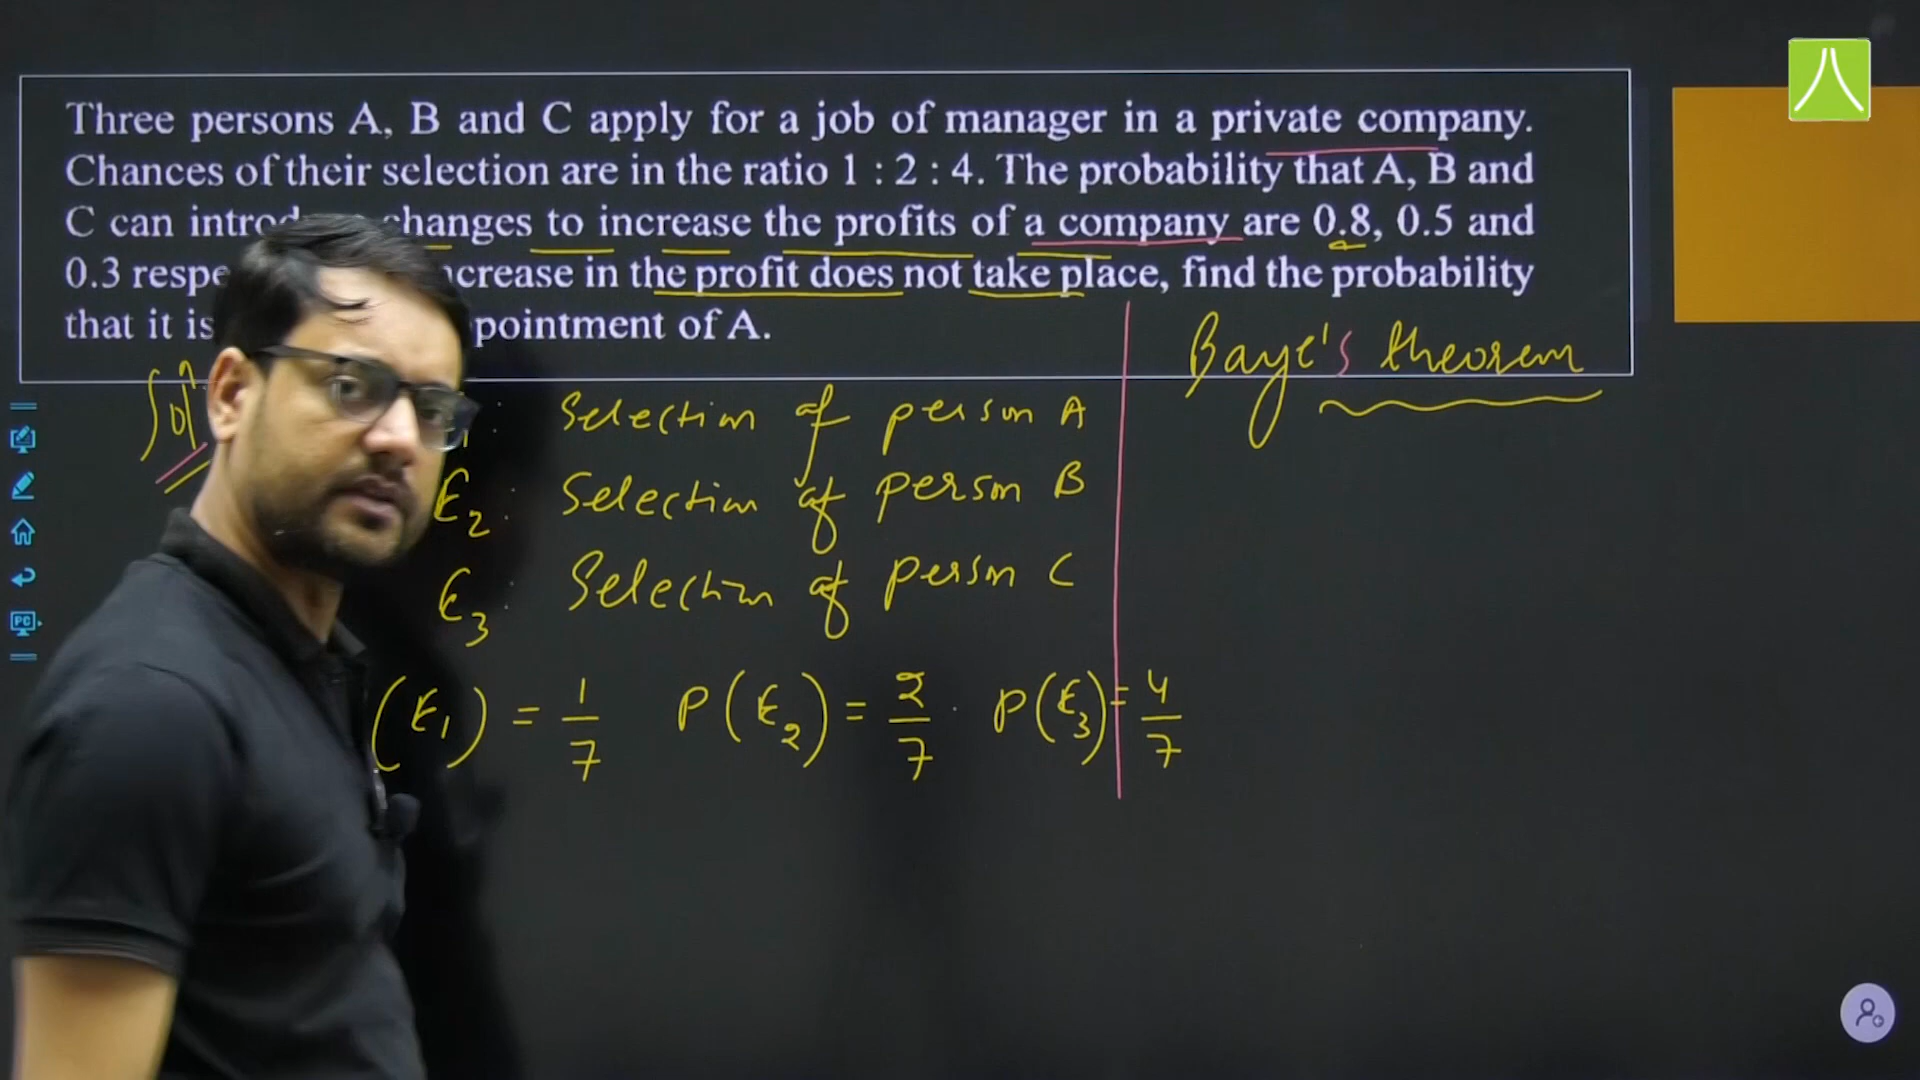 Three persons A, B and C apply for a job of manager in a private company.
Chances of their selection are in the ratio 1 : 2 : 4. The probability that A, B and
C can changes to increase the profits of a company are 0.8, 0.5 and
0.3 in the profit does not take place, find the probability
that it is of A.
Baye's theorem
Solⁿ
: Selection of person A
E₂ : Selection of person B
E₃ : Selection of person C
(E₁) = 1/7 P(E₂) = 2/7 . P(E₃) = 4/7
PC